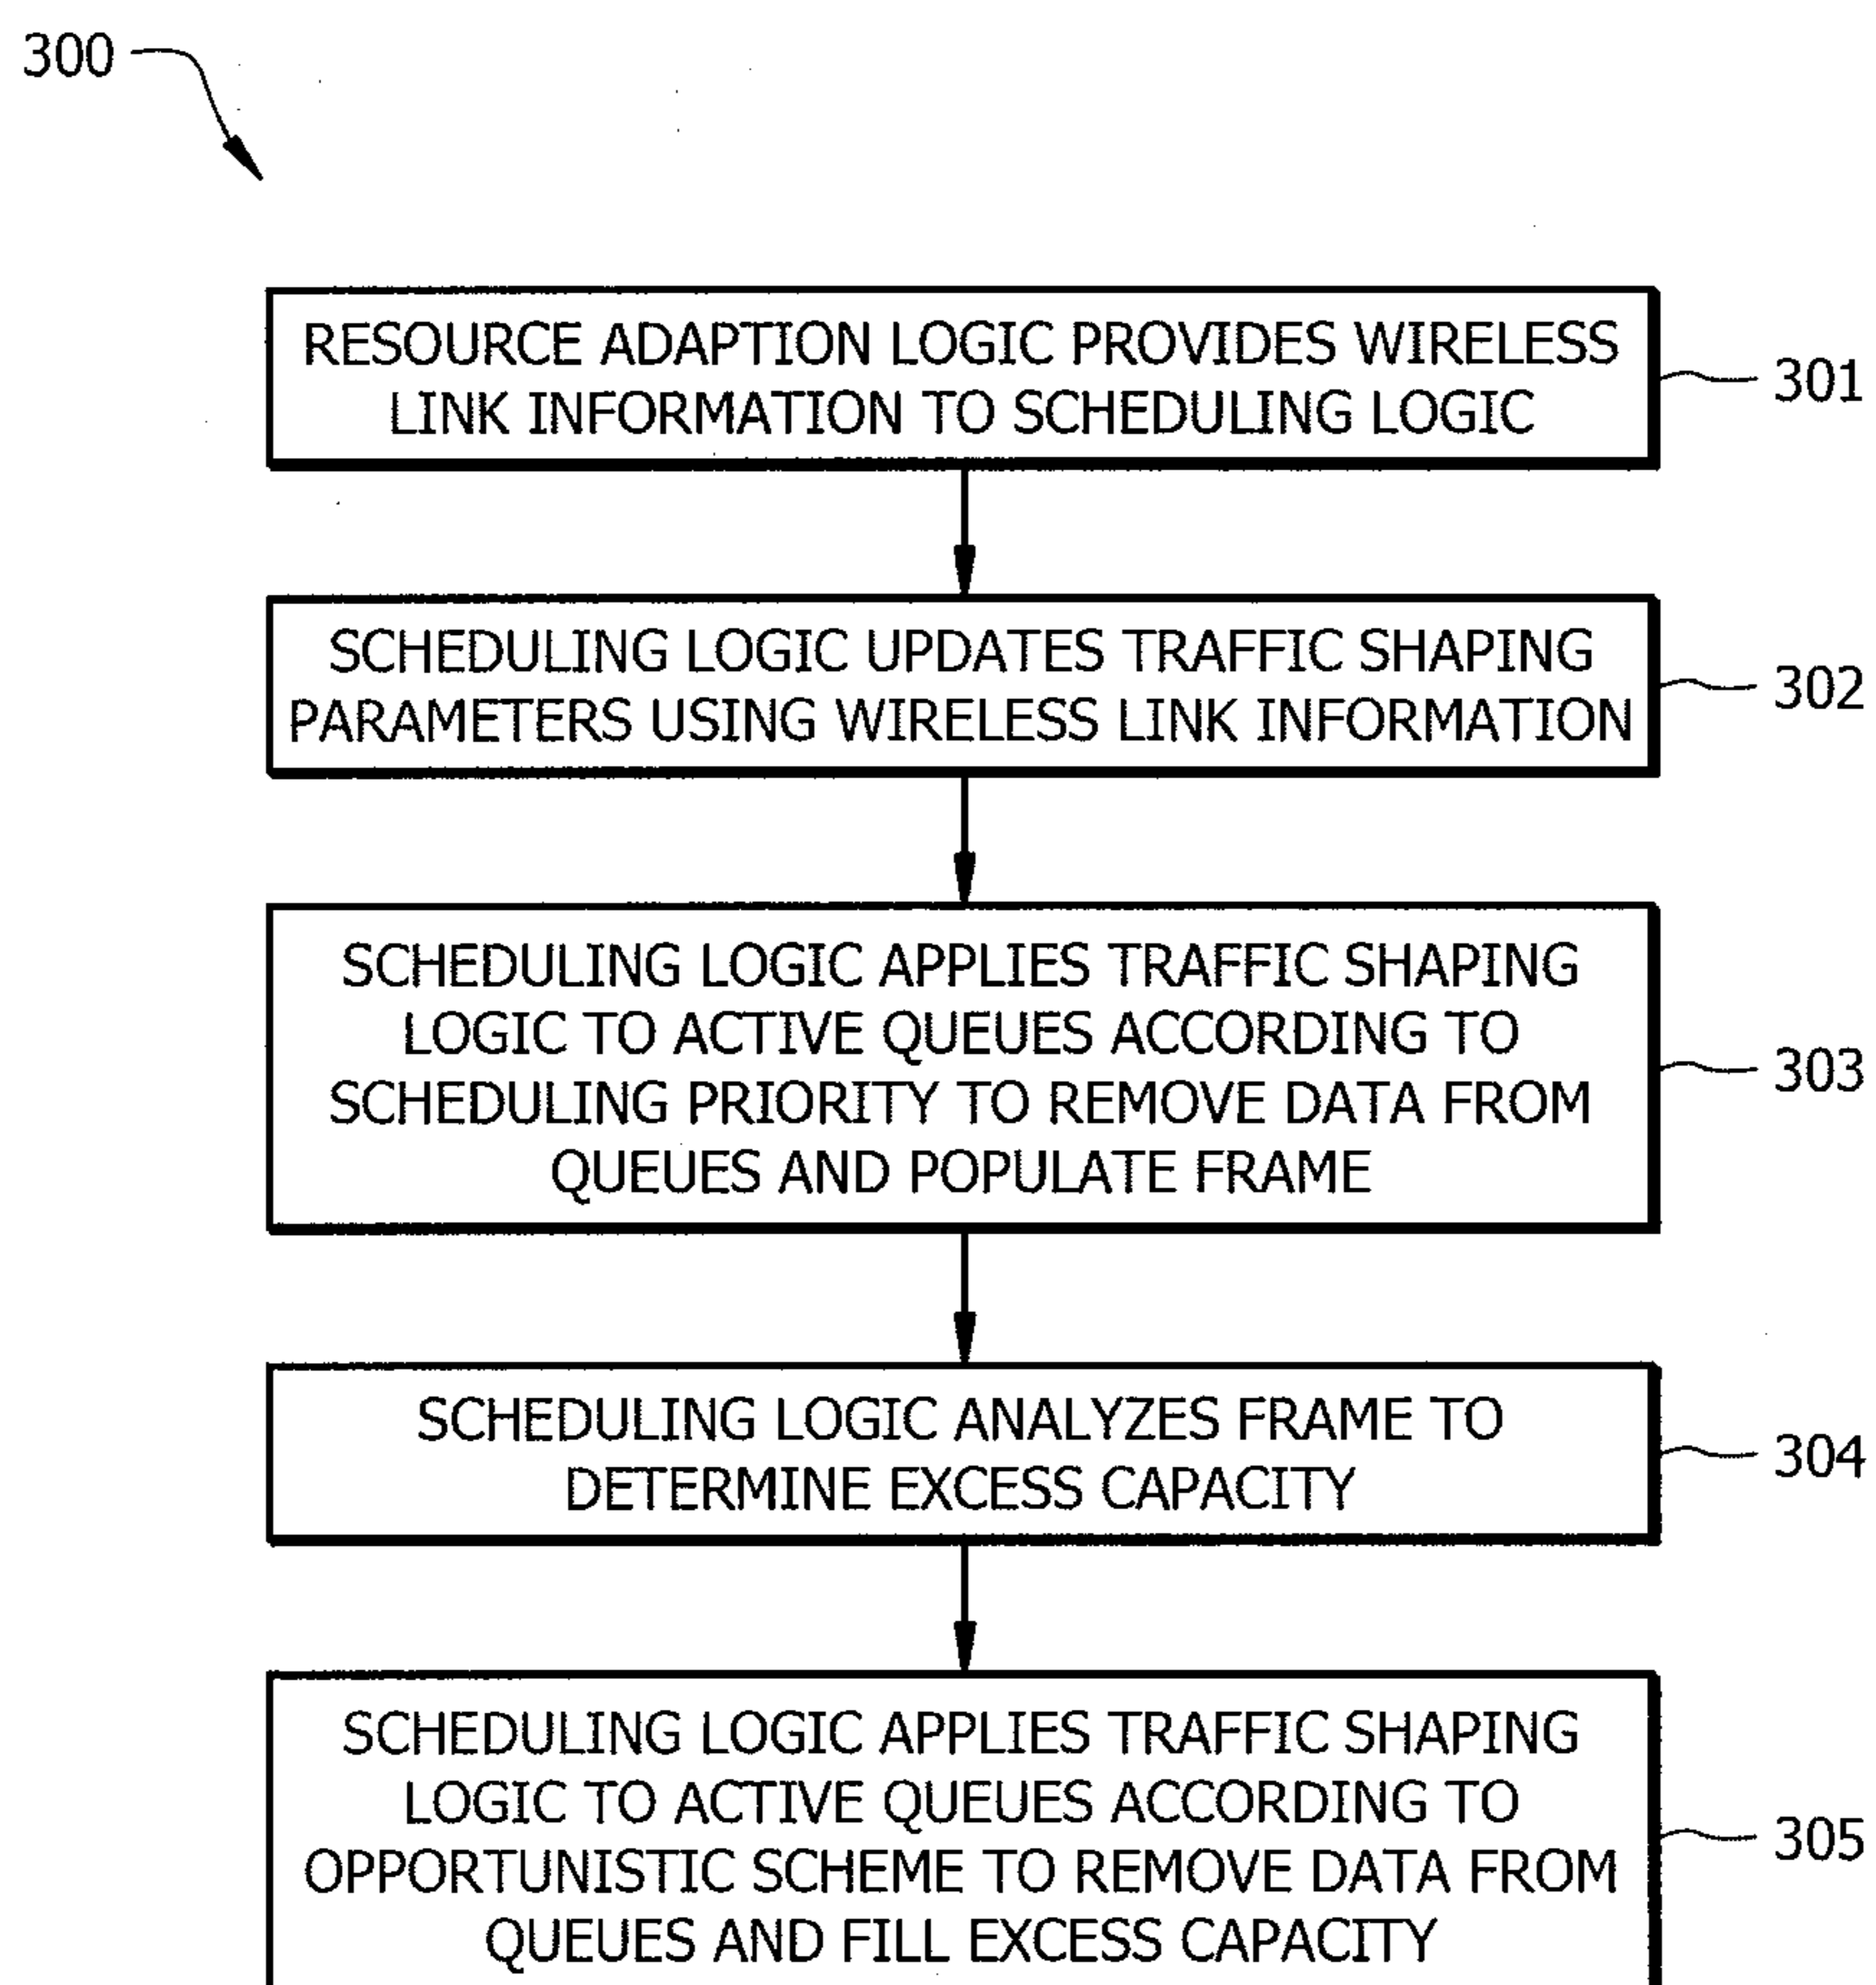 300
RESOURCE ADAPTION LOGIC PROVIDES WIRELESS
LINK INFORMATION TO SCHEDULING LOGIC
301
SCHEDULING LOGIC UPDATES TRAFFIC SHAPING
PARAMETERS USING WIRELESS LINK INFORMATION
302
SCHEDULING LOGIC APPLIES TRAFFIC SHAPING
LOGIC TO ACTIVE QUEUES ACCORDING TO
SCHEDULING PRIORITY TO REMOVE DATA FROM
QUEUES AND POPULATE FRAME
303
SCHEDULING LOGIC ANALYZES FRAME TO
DETERMINE EXCESS CAPACITY
304
SCHEDULING LOGIC APPLIES TRAFFIC SHAPING
LOGIC TO ACTIVE QUEUES ACCORDING TO
OPPORTUNISTIC SCHEME TO REMOVE DATA FROM
QUEUES AND FILL EXCESS CAPACITY
305